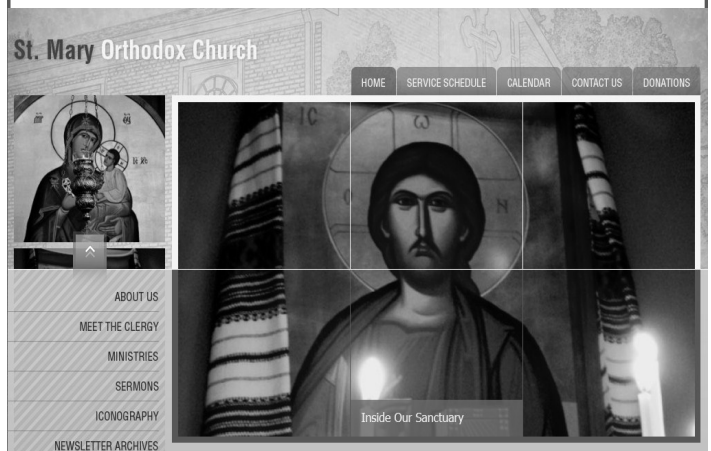 St. Mary Orthodox Church
HOME
SERVICE SCHEDULE
CALENDAR
CONTACT US
DONATIONS
IC
ω
O
N
ABOUT US
MEET THE CLERGY
MINISTRIES
SERMONS
ICONOGRAPHY
NEWSLETTER ARCHIVES
Inside Our Sanctuary